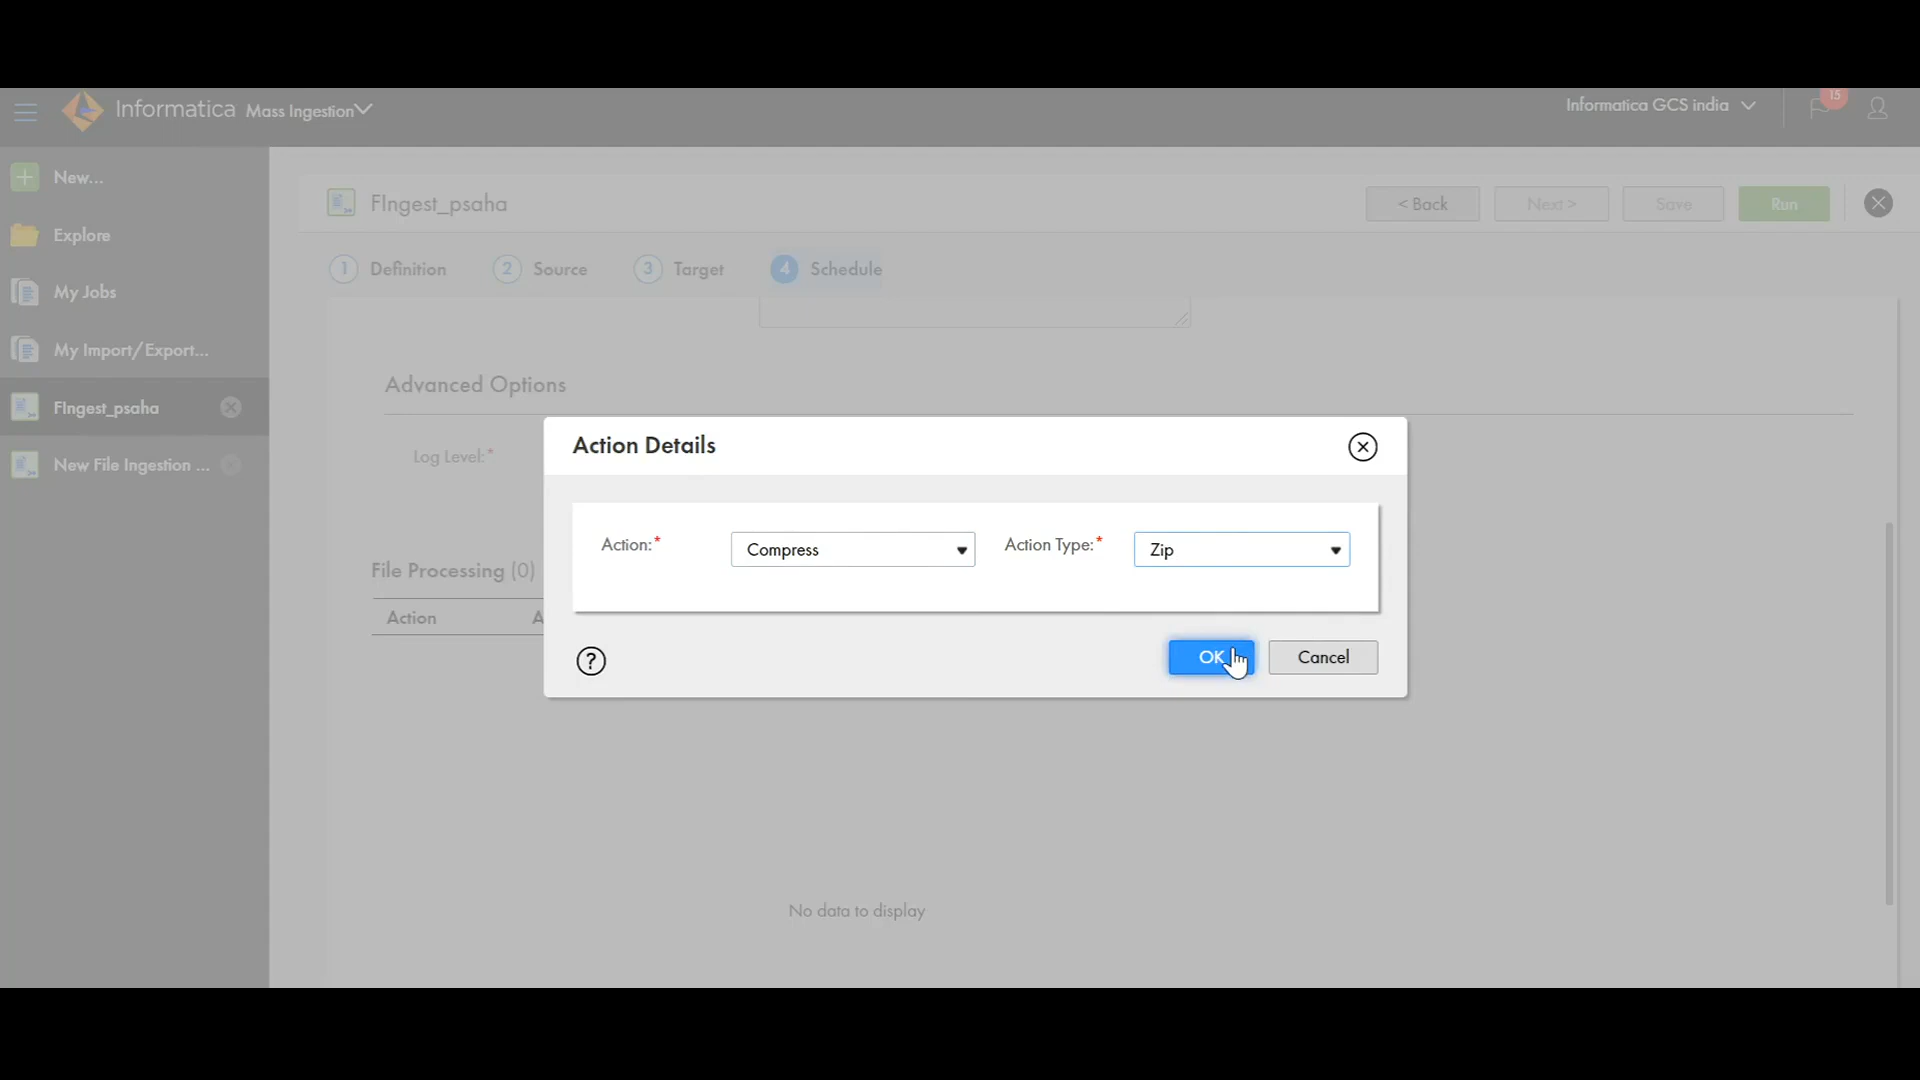 Informatica Mass Ingestion
Informatica GCS india
15
New...
Explore
My Jobs
My Import/Export...
FIngest_psaha
New File Ingestion ...
FIngest_psaha
< Back
Next >
Save
Run
1 Definition
2 Source
3 Target
4 Schedule
Advanced Options
Log Level:*
File Processing (0)
Action
A
Action Details
Action:*
Compress
Action Type:*
Zip
?
OK
Cancel
No data to display